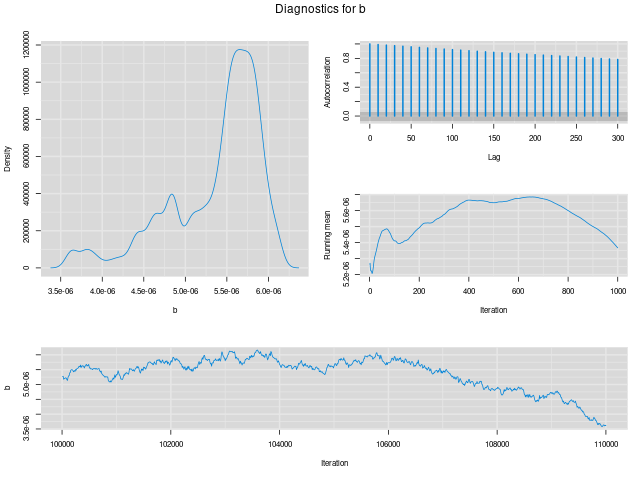 Diagnostics for b
Density
0
200000
400000
600000
800000
1000000
1200000
3.5e-06
4.0e-06
4.5e-06
5.0e-06
5.5e-06
6.0e-06
b
Autocorrelation
0.0
0.4
0.8
0
50
100
150
200
250
300
Lag
Running mean
5.2e-06
5.4e-06
5.6e-06
0
200
400
600
800
1000
Iteration
b
3.5e-06
5.0e-06
100000
102000
104000
106000
108000
110000
Iteration